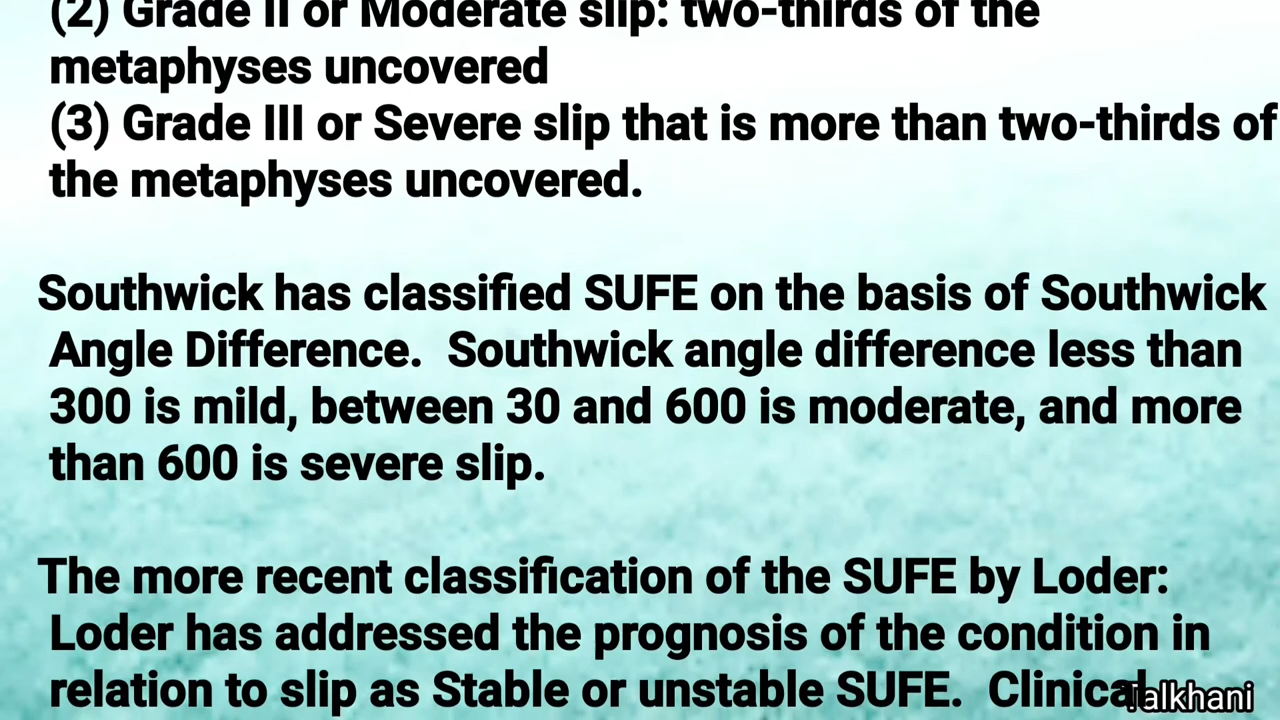 (2) Grade II or Moderate slip: two-thirds of the
metaphyses uncovered
(3) Grade III or Severe slip that is more than two-thirds of
the metaphyses uncovered.
Southwick has classified SUFE on the basis of Southwick
Angle Difference.  Southwick angle difference less than
300 is mild, between 30 and 600 is moderate, and more
than 600 is severe slip.
The more recent classification of the SUFE by Loder:
Loder has addressed the prognosis of the condition in
relation to slip as Stable or unstable SUFE.  Clinical
Talkhani